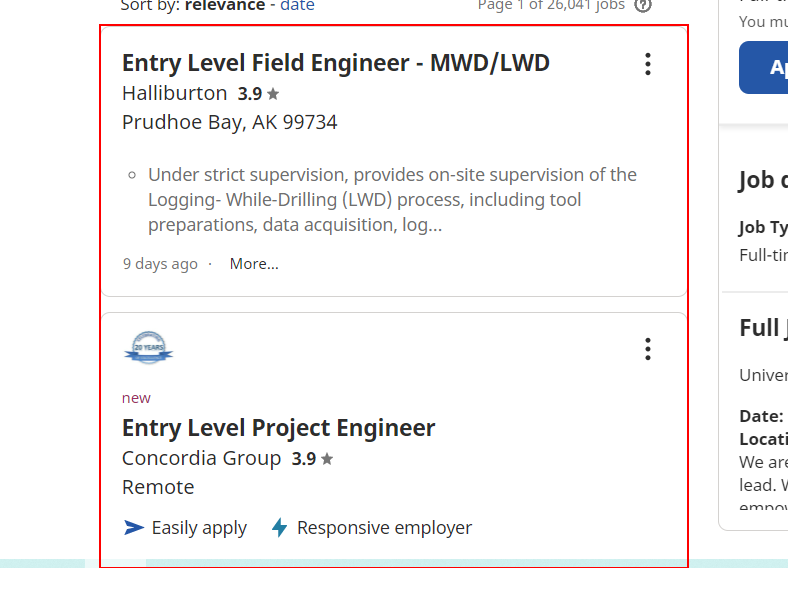 Sort by: relevance - date
Page 1 of 26,041 jobs
Entry Level Field Engineer - MWD/LWD
Halliburton 3.9
Prudhoe Bay, AK 99734
Under strict supervision, provides on-site supervision of the
Logging- While-Drilling (LWD) process, including tool
preparations, data acquisition, log...
9 days ago · More...
20 YEARS
new
Entry Level Project Engineer
Concordia Group 3.9
Remote
Easily apply Responsive employer
You mu
Ap
Job d
Job Ty
Full-tin
Full J
Univer
Date:
Locati
We are
lead. W
empov